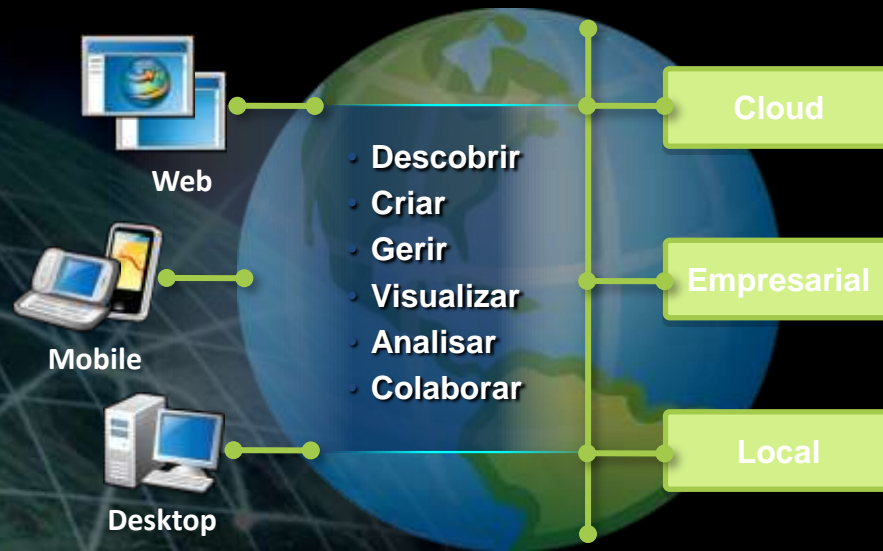 Web
Mobile
Desktop
• Descobrir
• Criar
• Gerir
• Visualizar
• Analisar
• Colaborar
Cloud
Empresarial
Local